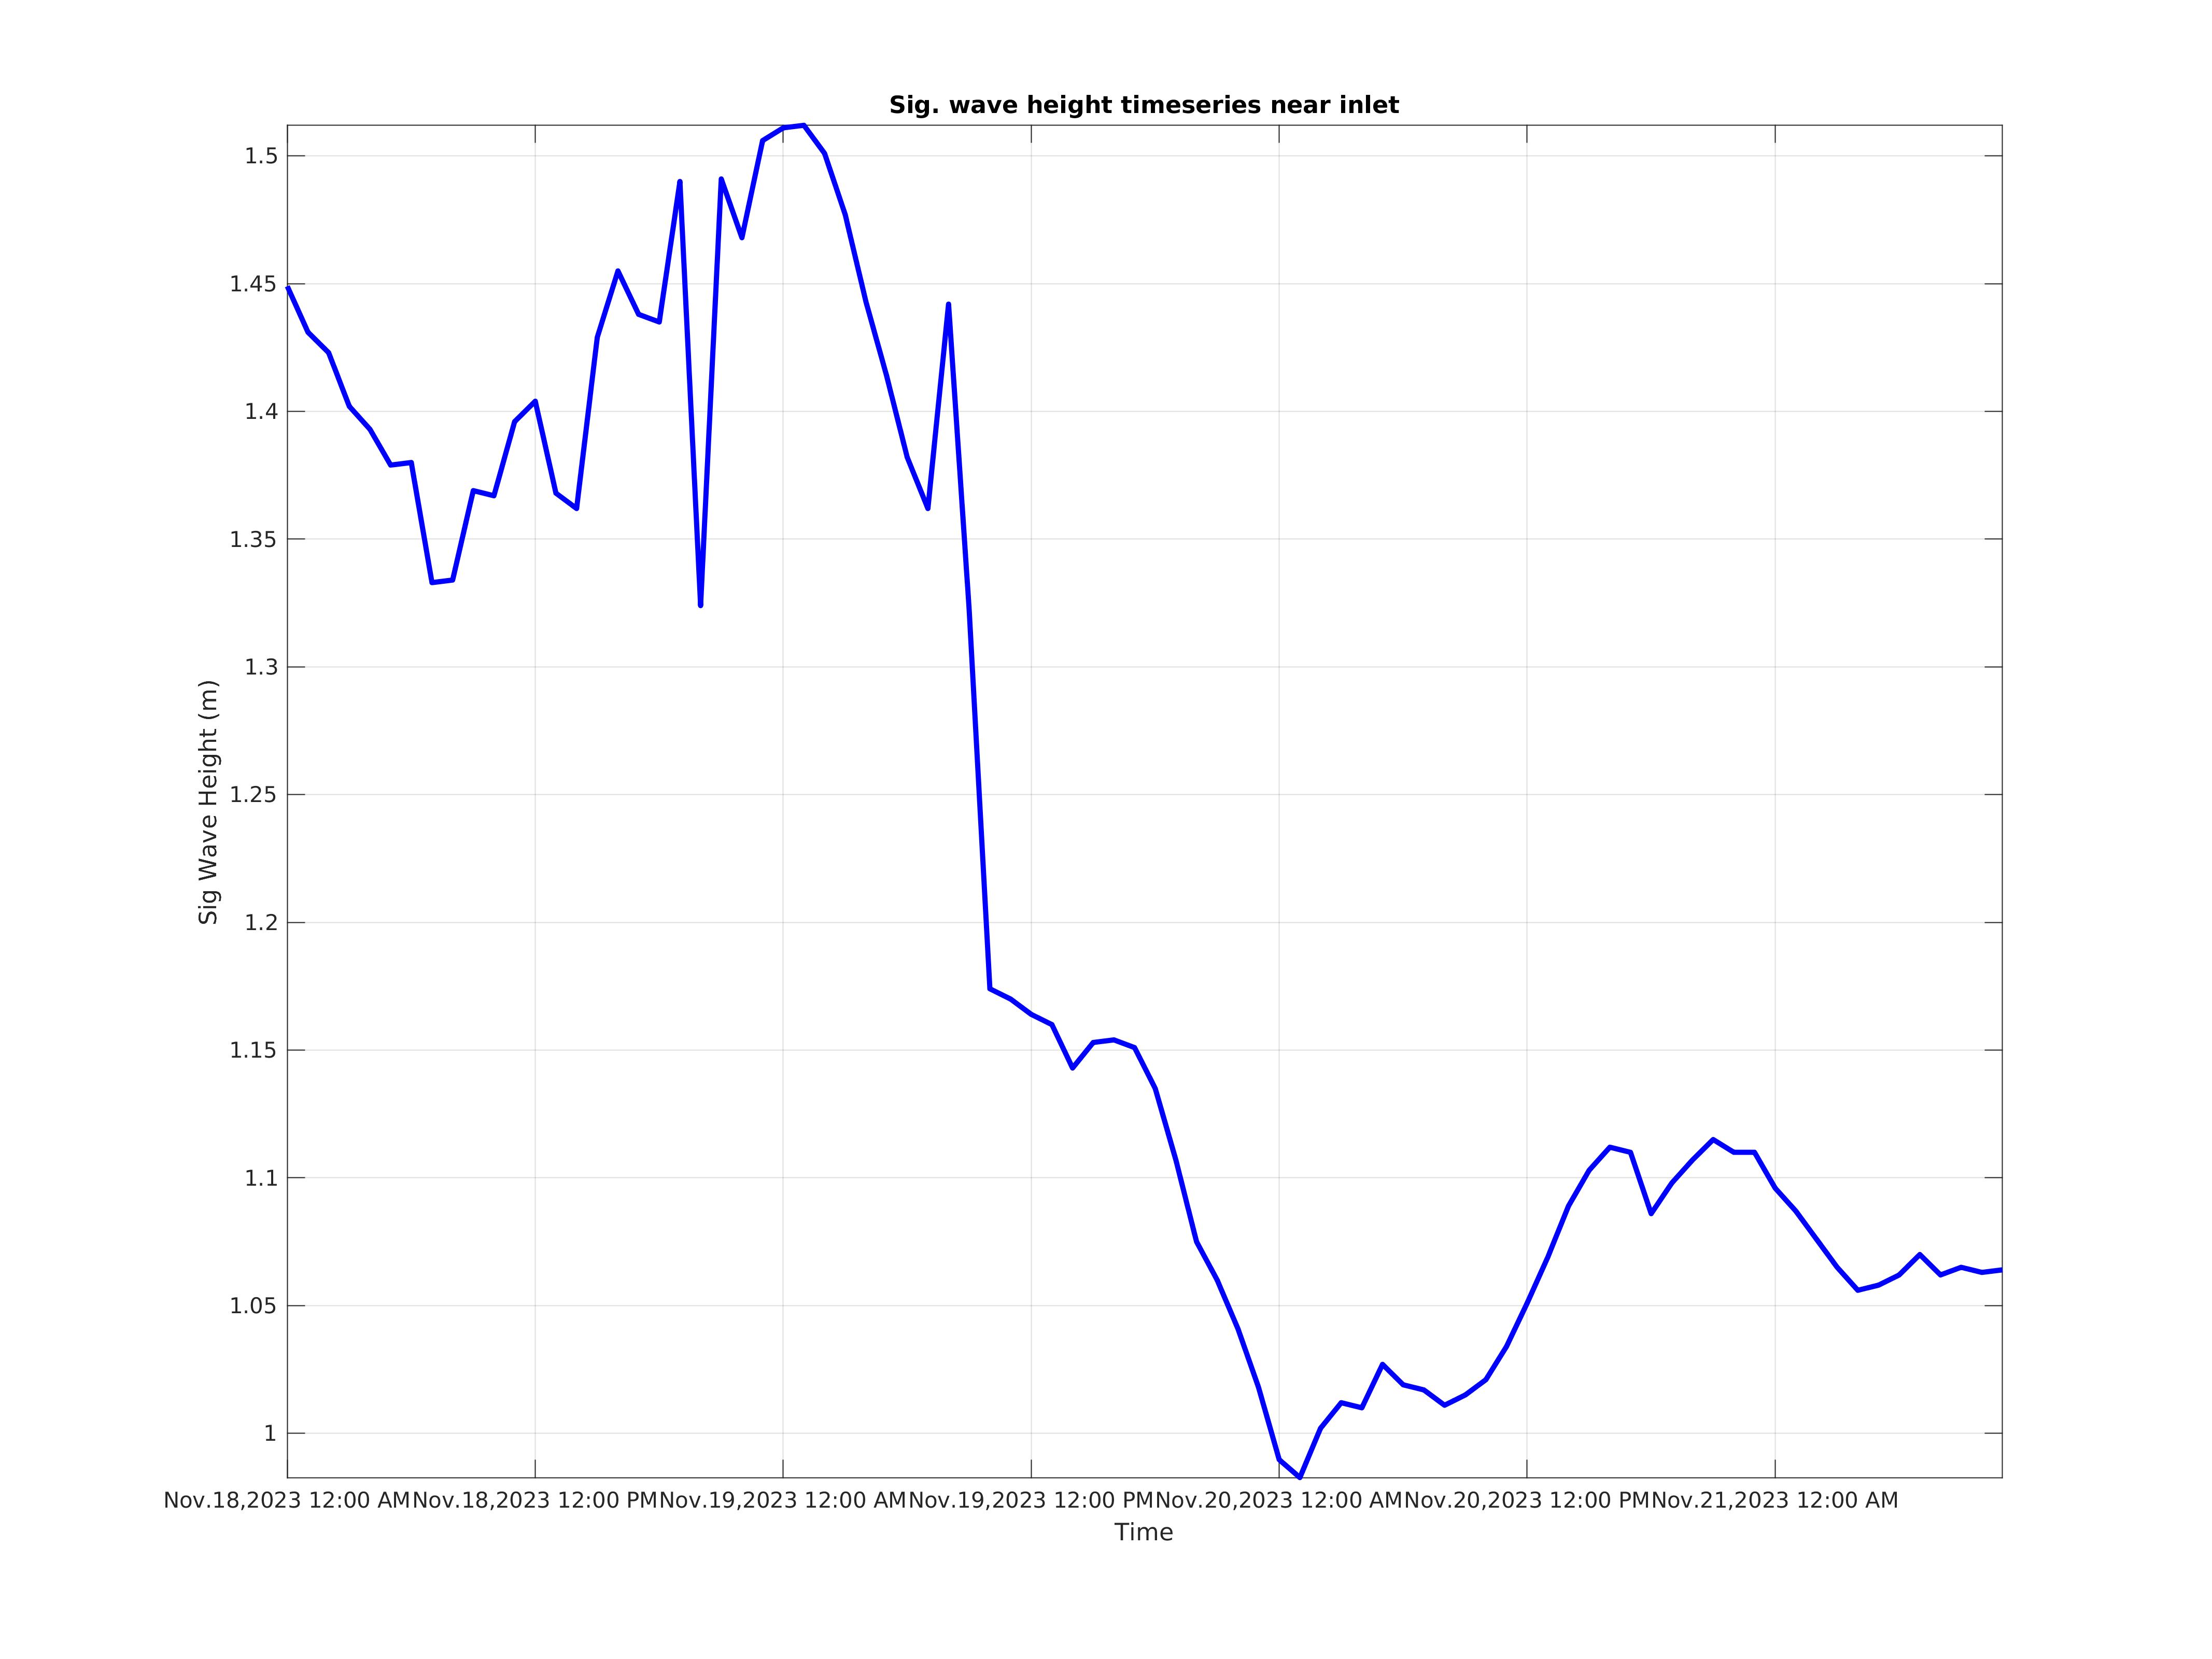 Sig. wave height timeseries near inlet
1.5
1.45
1.4
1.35
1.3
1.25
1.2
1.15
1.1
1.05
1
Sig Wave Height (m)
Nov.18,2023 12:00 AM Nov.18,2023 12:00 PM Nov.19,2023 12:00 AM Nov.19,2023 12:00 PM Nov.20,2023 12:00 AM Nov.20,2023 12:00 PM Nov.21,2023 12:00 AM
Time